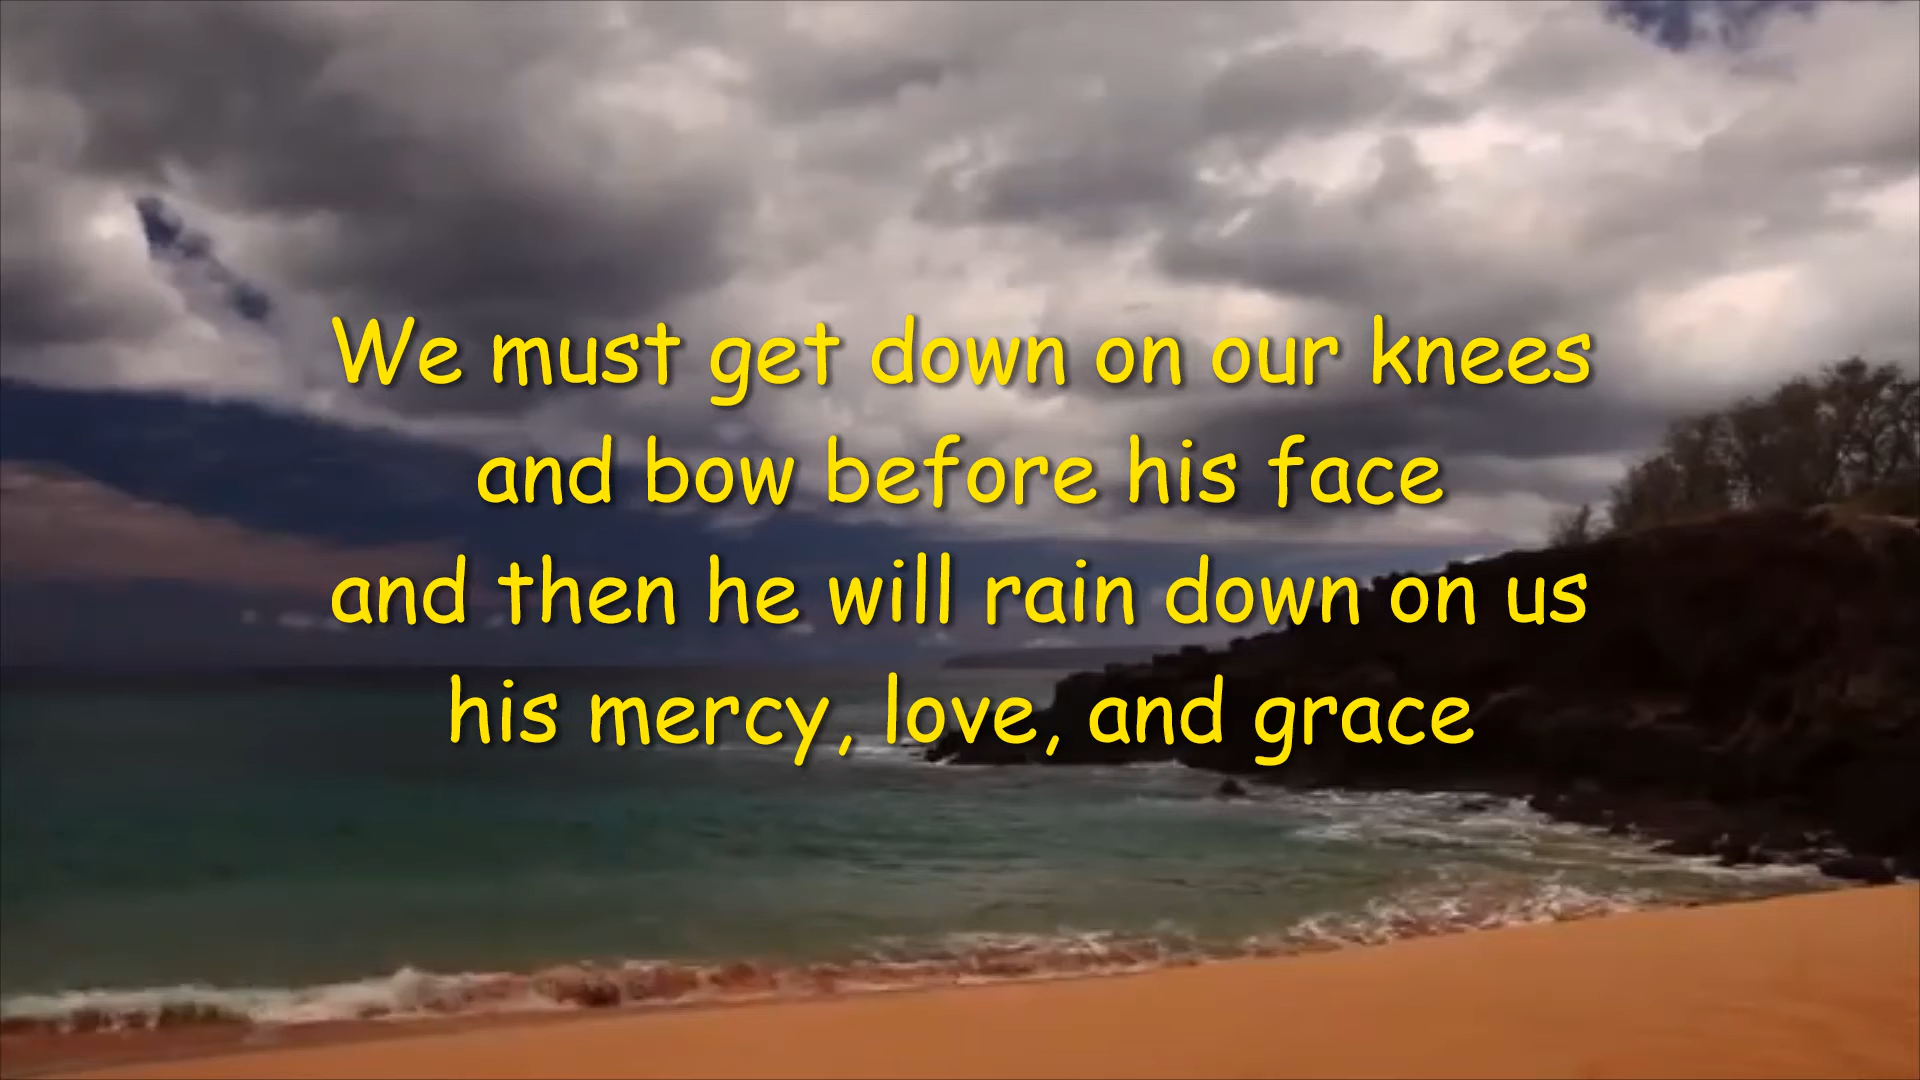 We must get down on our knees
and bow before his face
and then he will rain down on us
his mercy, love, and grace